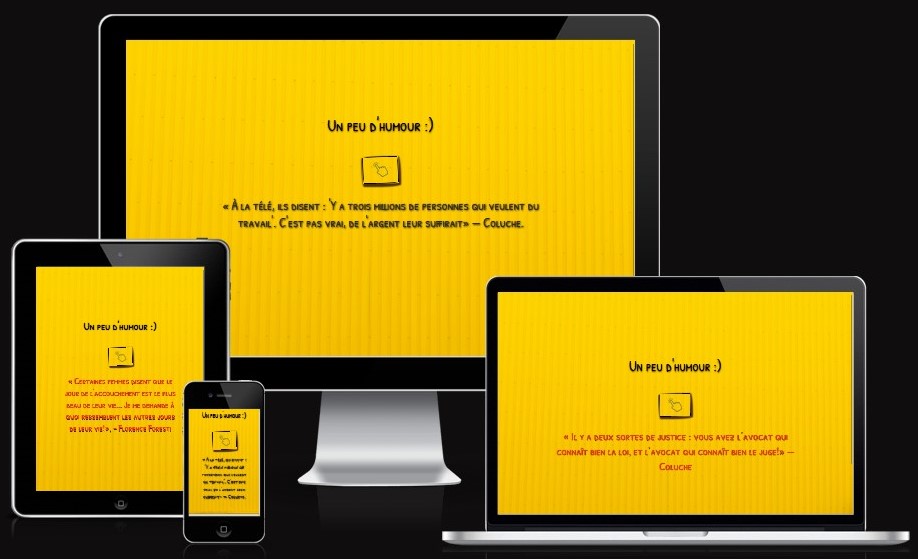 Un peu d'humour :)
« À la télé, ils disent : 'Y a trois millions de personnes qui veulent du
travail'. C'est pas vrai, de l'argent leur suffirait» — Coluche.
Un peu d'humour :)
« Certaines femmes disent que le
jour de l'accouchement est le plus
beau de leur vie... Je me demande à
quoi ressemblent les autres jours
de leur vie!», - Florence Foresti
Un peu d'humour :)
Un peu d'humour :)
« Il y a deux sortes de justice : vous avez l'avocat qui
connaît bien la loi, et l'avocat qui connaît bien le juge!» —
Coluche